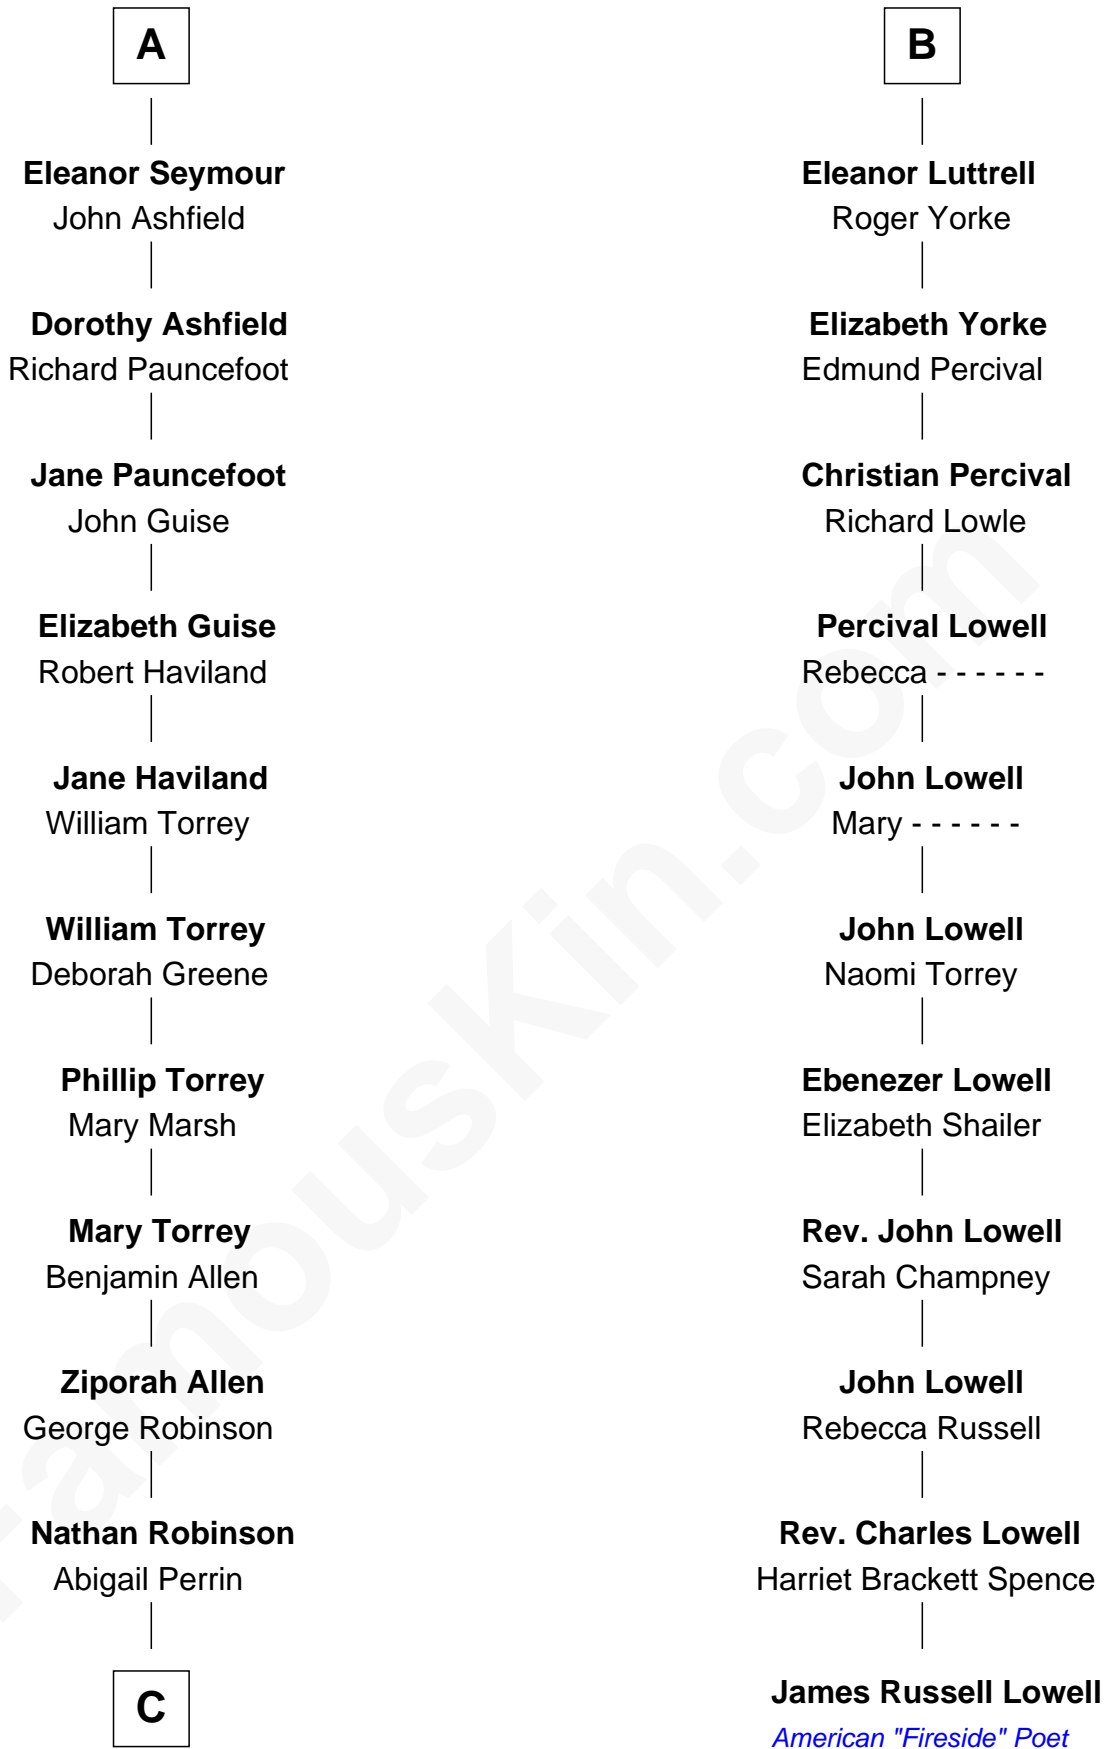 A
Eleanor Seymour
John Ashfield
Dorothy Ashfield
Richard Pauncefoot
Jane Pauncefoot
John Guise
Elizabeth Guise
Robert Haviland
Jane Haviland
William Torrey
William Torrey
Deborah Greene
Phillip Torrey
Mary Marsh
Mary Torrey
Benjamin Allen
Ziporah Allen
George Robinson
Nathan Robinson
Abigail Perrin
C
B
Eleanor Luttrell
Roger Yorke
Elizabeth Yorke
Edmund Percival
Christian Percival
Richard Lowle
Percival Lowell
Rebecca - - - - - -
John Lowell
Mary - - - - - -
John Lowell
Naomi Torrey
Ebenezer Lowell
Elizabeth Shailer
Rev. John Lowell
Sarah Champney
John Lowell
Rebecca Russell
Rev. Charles Lowell
Harriet Brackett Spence
James Russell Lowell
American "Fireside" Poet
FamousKin.com